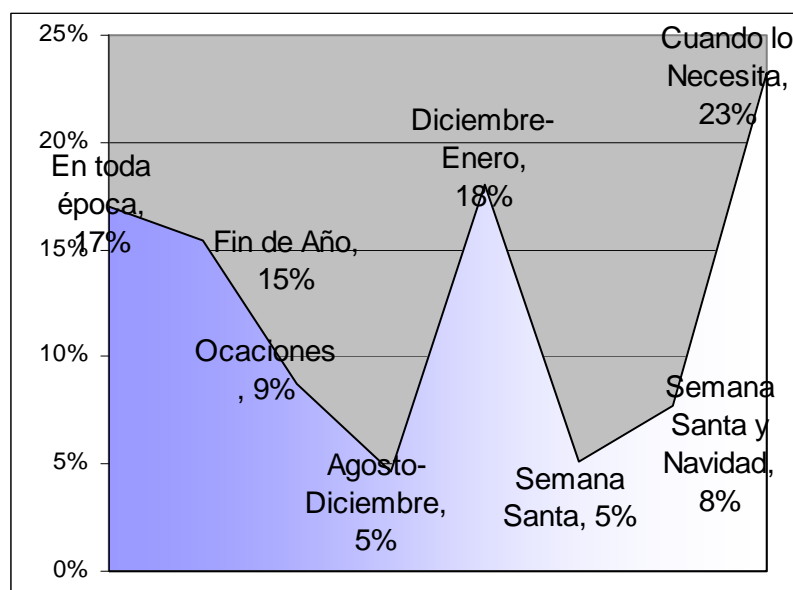 25%
20%
15%
10%
5%
0%
En toda
época,
17%
Fin de Año,
15%
Ocaciones
, 9%
Agosto-
Diciembre,
5%
Diciembre-
Enero,
18%
Semana
Santa, 5%
Semana
Santa y
Navidad,
8%
Cuando lo
Necesita,
23%